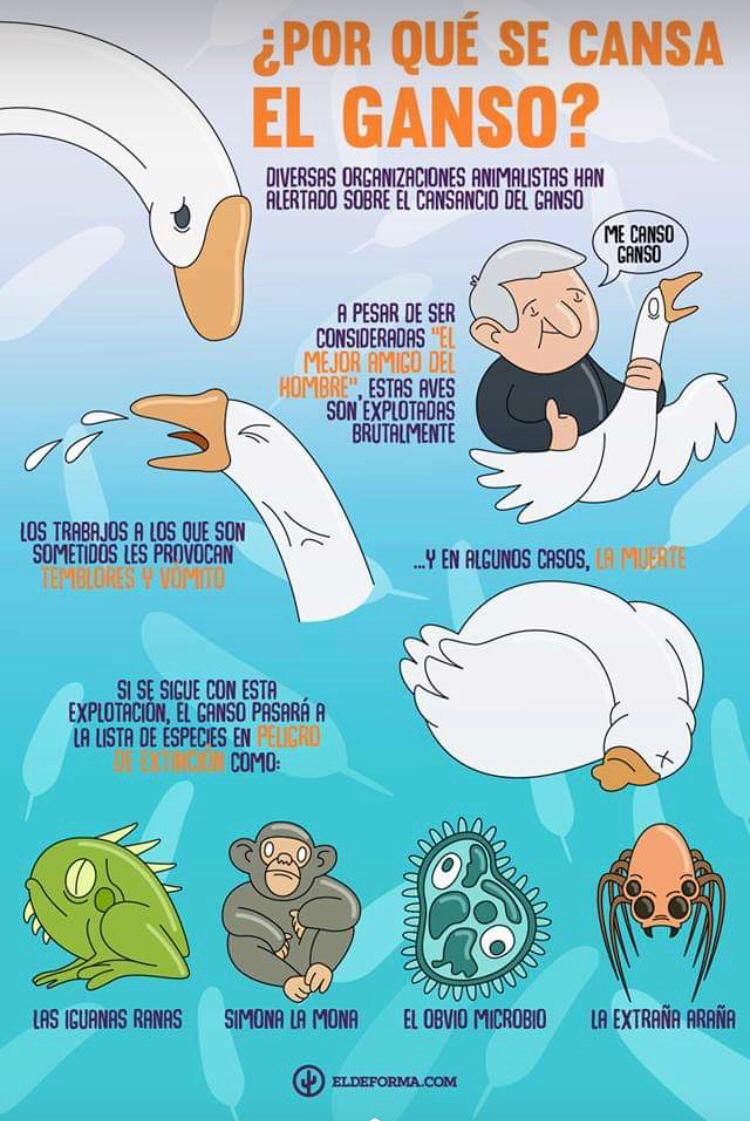 ¿POR QUÉ SE CANSA
EL GANSO?
DIVERSAS ORGANIZACIONES ANIMALISTAS HAN
ALERTADO SOBRE EL CANSANCIO DEL GANSO
ME CANSO
GANSO
A PESAR DE SER
CONSIDERADAS "EL
MEJOR AMIGO DEL
HOMBRE", ESTAS AVES
SON EXPLOTADAS
BRUTALMENTE
LOS TRABAJOS A LOS QUE SON
SOMETIDOS LES PROVOCAN
TEMBLORES Y VÓMITO
...Y EN ALGUNOS CASOS, LA MUERTE
SI SE SIGUE CON ESTA
EXPLOTACIÓN, EL GANSO PASARÁ A
LA LISTA DE ESPECIES EN PELIGRO
DE EXTINCIÓN COMO:
LAS IGUANAS RANAS
SIMONA LA MONA
EL OBVIO MICROBIO
LA EXTRAÑA ARAÑA
ELDEFORMA.COM